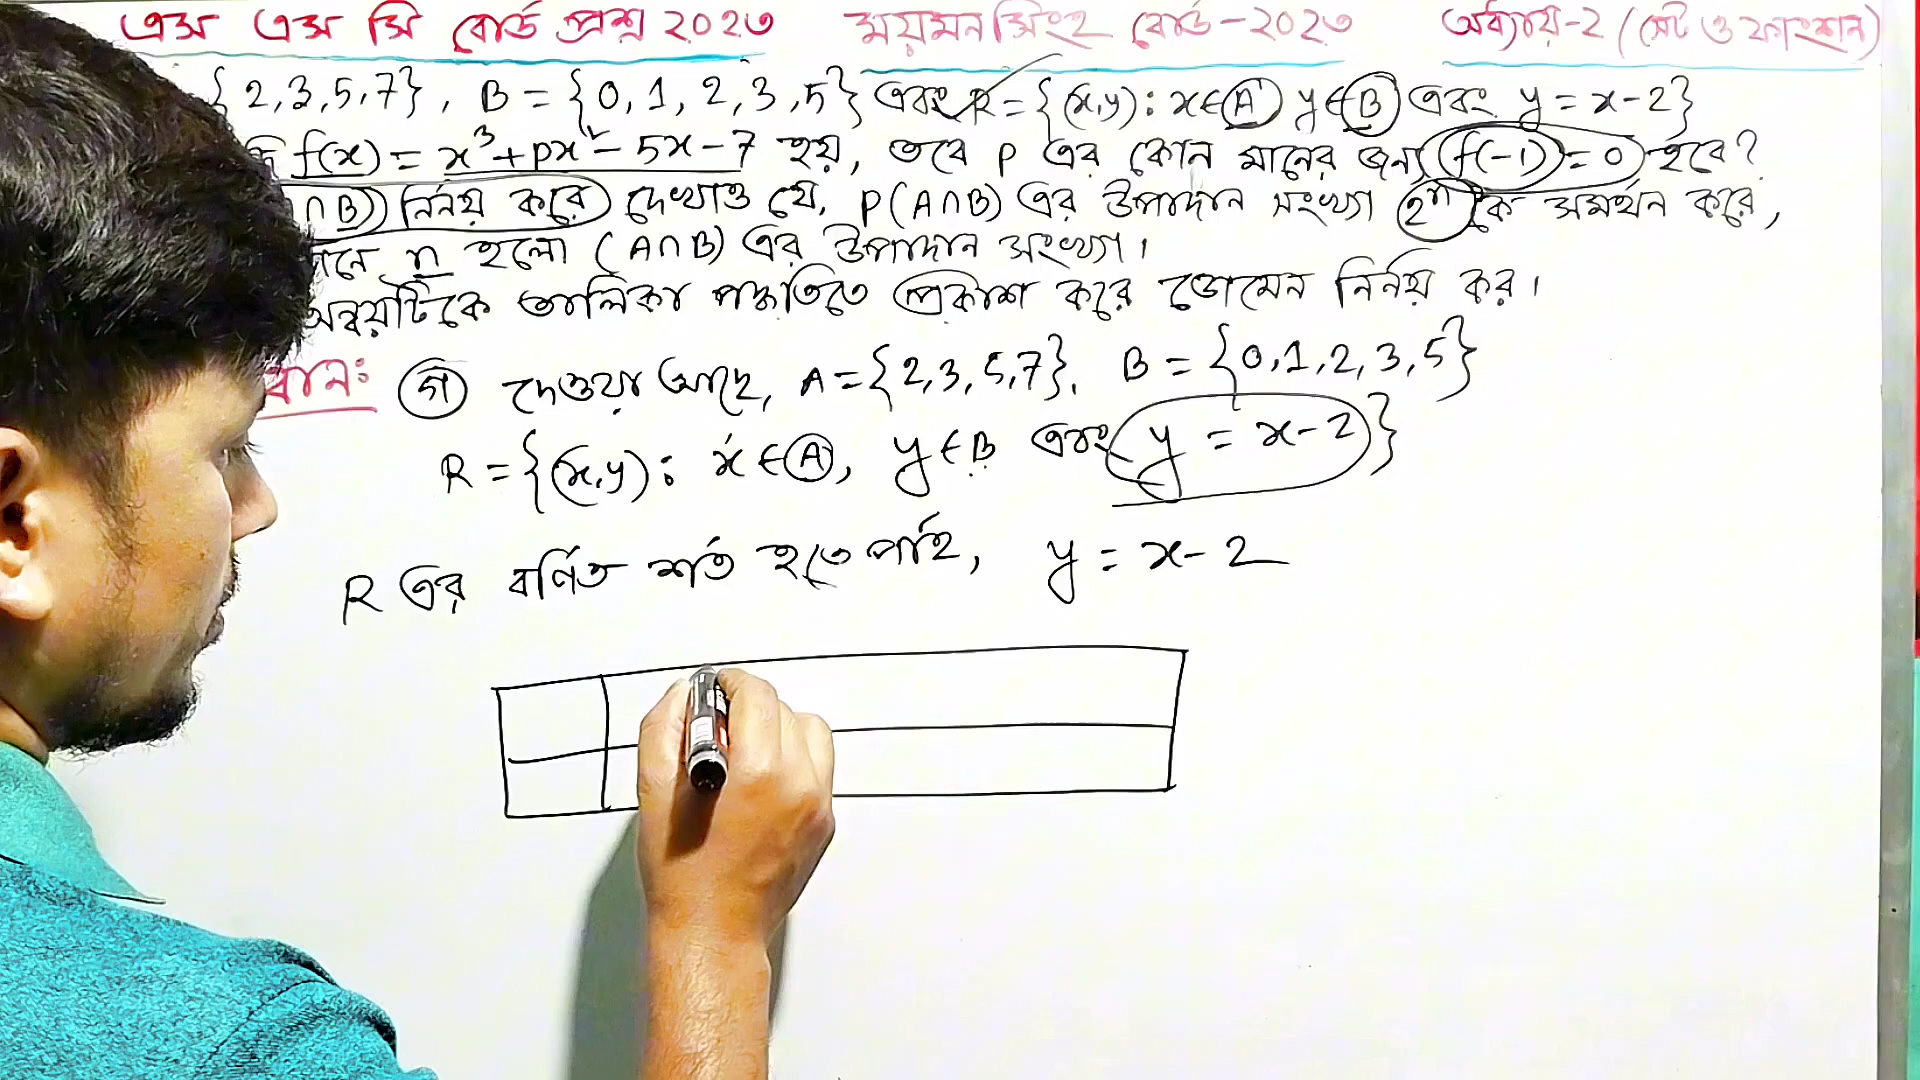 এস এস সি বোর্ড প্রশ্ন ২০২৩ ময়মনসিংহ বোর্ড-২০২৩ অধ্যায়-২ (সেট ও ফাংশন)
{2,3,5,7}, B = {0, 1, 2, 3, 5} এবং R = {(x,y): x∈A y∈B এবং y = x-2}
f(x) = x³+px²-5x-7 হয়, তবে p এর কোন মানের জন্য f(-1) = 0 হবে?
∩B) নির্নয় করে দেখাও যে, P(A∩B) এর উপাদান সংখ্যা 2ⁿ কে সমর্থন করে,
n হলো (A∩B) এর উপাদান সংখ্যা।
অন্বয়টিকে তালিকা পদ্ধতিতে প্রকাশ করে ডোমেন নির্নয় কর।
ধান: গ দেওয়া আছে, A={2,3,5,7}, B = {0,1,2,3,5}
R = {(x,y): x∈A, y∈B এবং y = x-2}
R এর বর্ণিত শর্ত হতে পাই, y = x-2